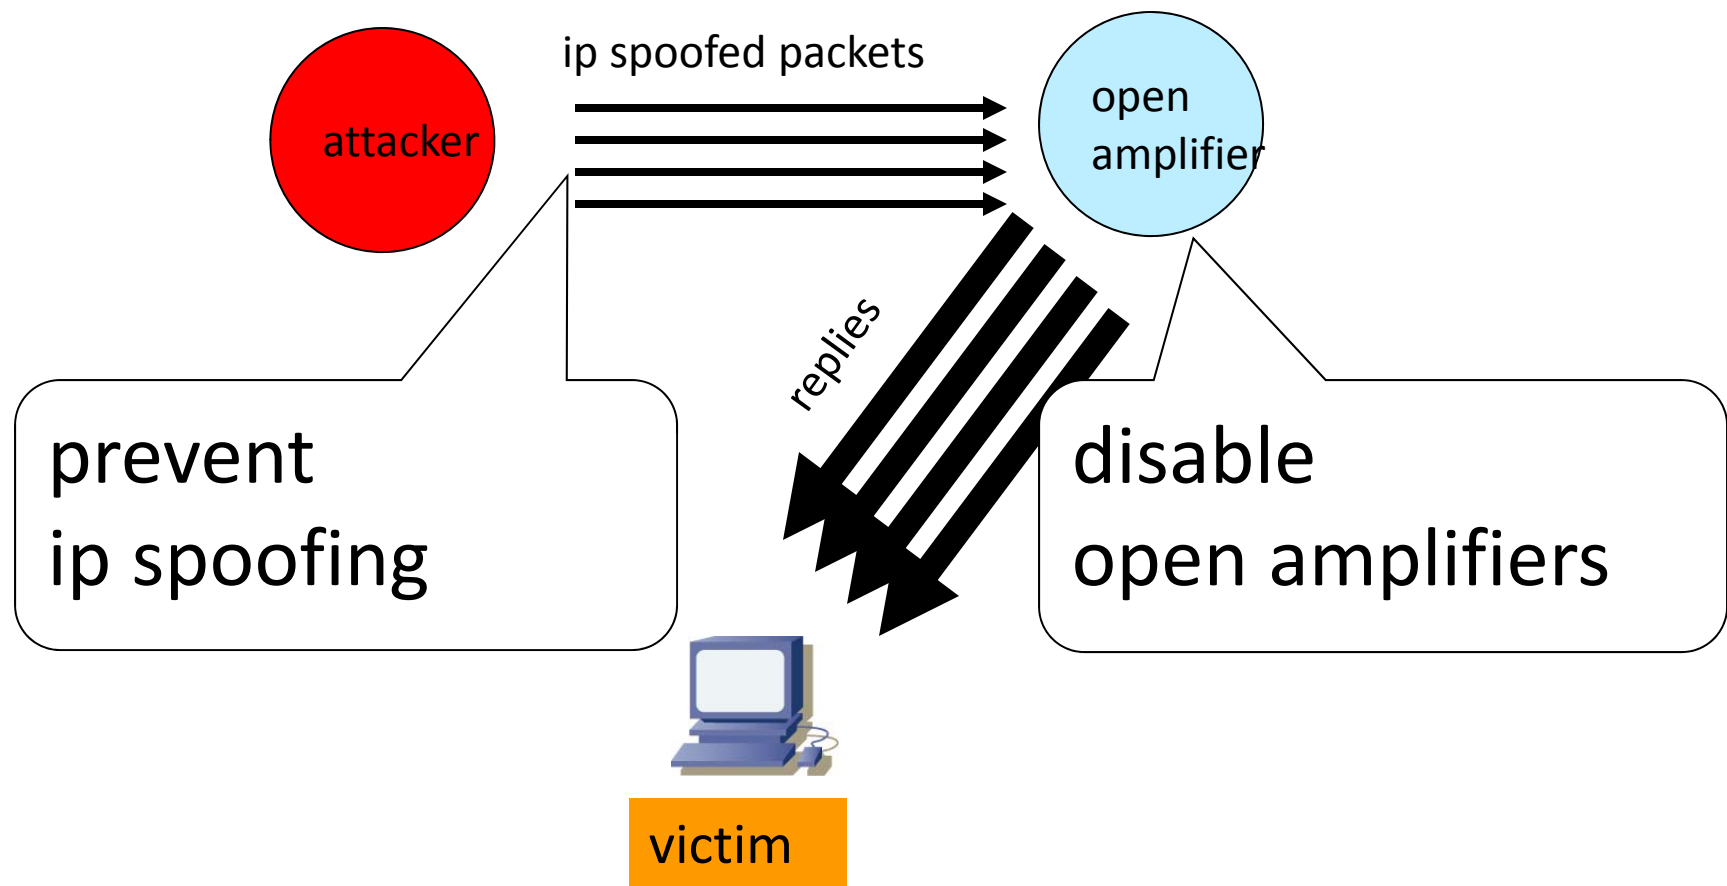 ip spoofed packets
attacker
open
amplifier
replies
prevent
ip spoofing
disable
open amplifiers
victim